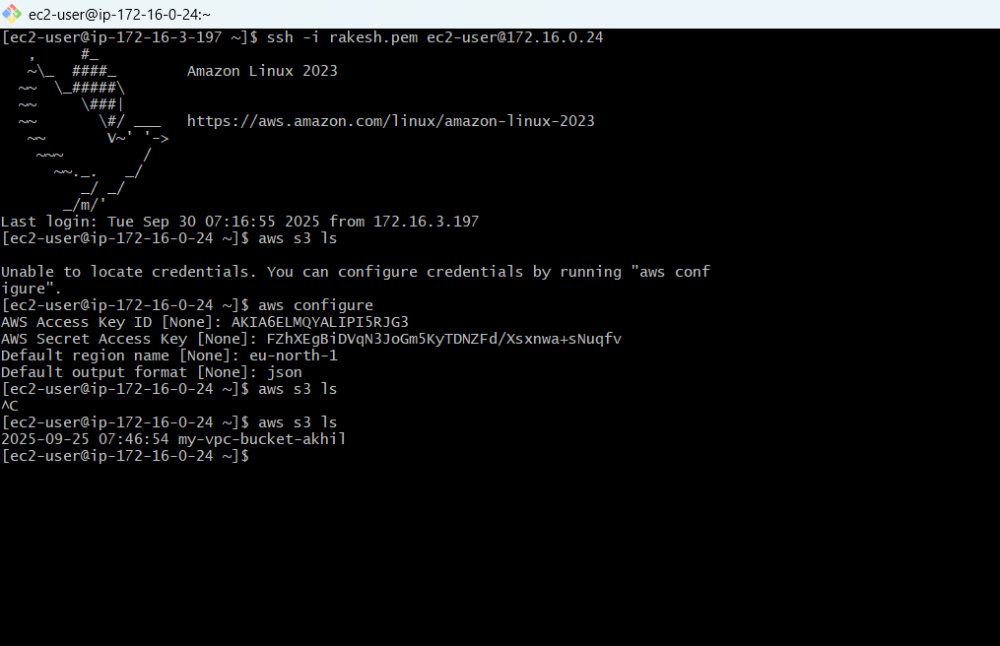 ec2-user@ip-172-16-0-24:~
[ec2-user@ip-172-16-3-197 ~]$ ssh -i rakesh.pem ec2-user@172.16.0.24
   ,     #_
   ~\_  ####_        Amazon Linux 2023
  ~~  \_#####\
  ~~     \###|
  ~~       \#/ ___   https://aws.amazon.com/linux/amazon-linux-2023
   ~~       V~' '->
    ~~~         /
      ~~._.   _/
         _/ _/
       _/m/'
Last login: Tue Sep 30 07:16:55 2025 from 172.16.3.197
[ec2-user@ip-172-16-0-24 ~]$ aws s3 ls

Unable to locate credentials. You can configure credentials by running "aws conf
igure".
[ec2-user@ip-172-16-0-24 ~]$ aws configure
AWS Access Key ID [None]: AKIA6ELMQYALIPI5RJG3
AWS Secret Access Key [None]: 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
Default region name [None]: eu-north-1
Default output format [None]: json
[ec2-user@ip-172-16-0-24 ~]$ aws s3 ls
^C
[ec2-user@ip-172-16-0-24 ~]$ aws s3 ls
2025-09-25 07:46:54 my-vpc-bucket-akhil
[ec2-user@ip-172-16-0-24 ~]$